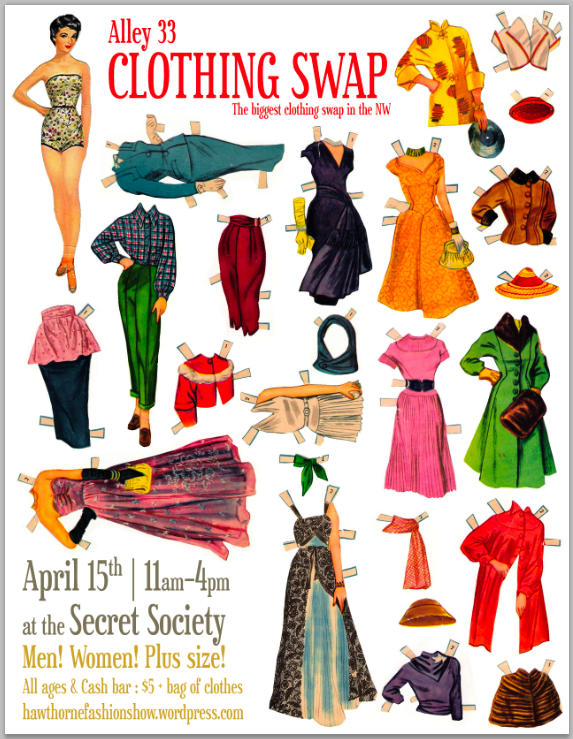 Alley 33
CLOTHING SWAP
The biggest clothing swap in the NW
April 15th | 11am-4pm
at the Secret Society
Men! Women! Plus size!
All ages & Cash bar : $5 + bag of clothes
hawthornefashionshow.wordpress.com